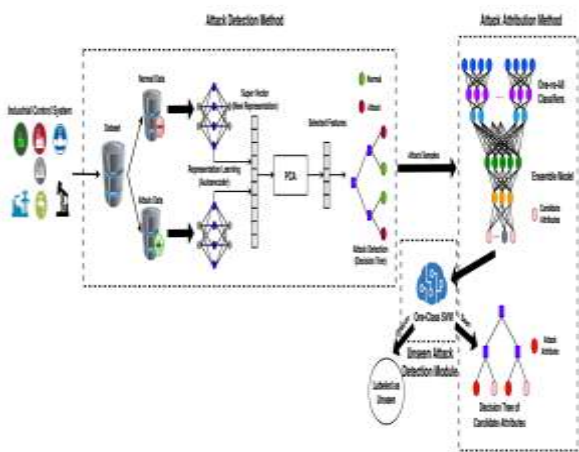 Attack Detection Method
Attack Attribution Method
Industrial Control System
Dataset
Normal Data
Attack Data
Representation Learning
(Autoencoder)
Super Vector
(New Representation)
PCA
Selected Features
Normal
Attack
Attack Detection
(Decision Tree)
Attack Samples
One-vs-All
Classifiers
Ensemble Model
Candidate
Attributes
One-Class SVM
Unseen Attack
Detection Module
Labeled as
Unseen
Attack
Attributes
Decision Tree of
Candidate Attributes